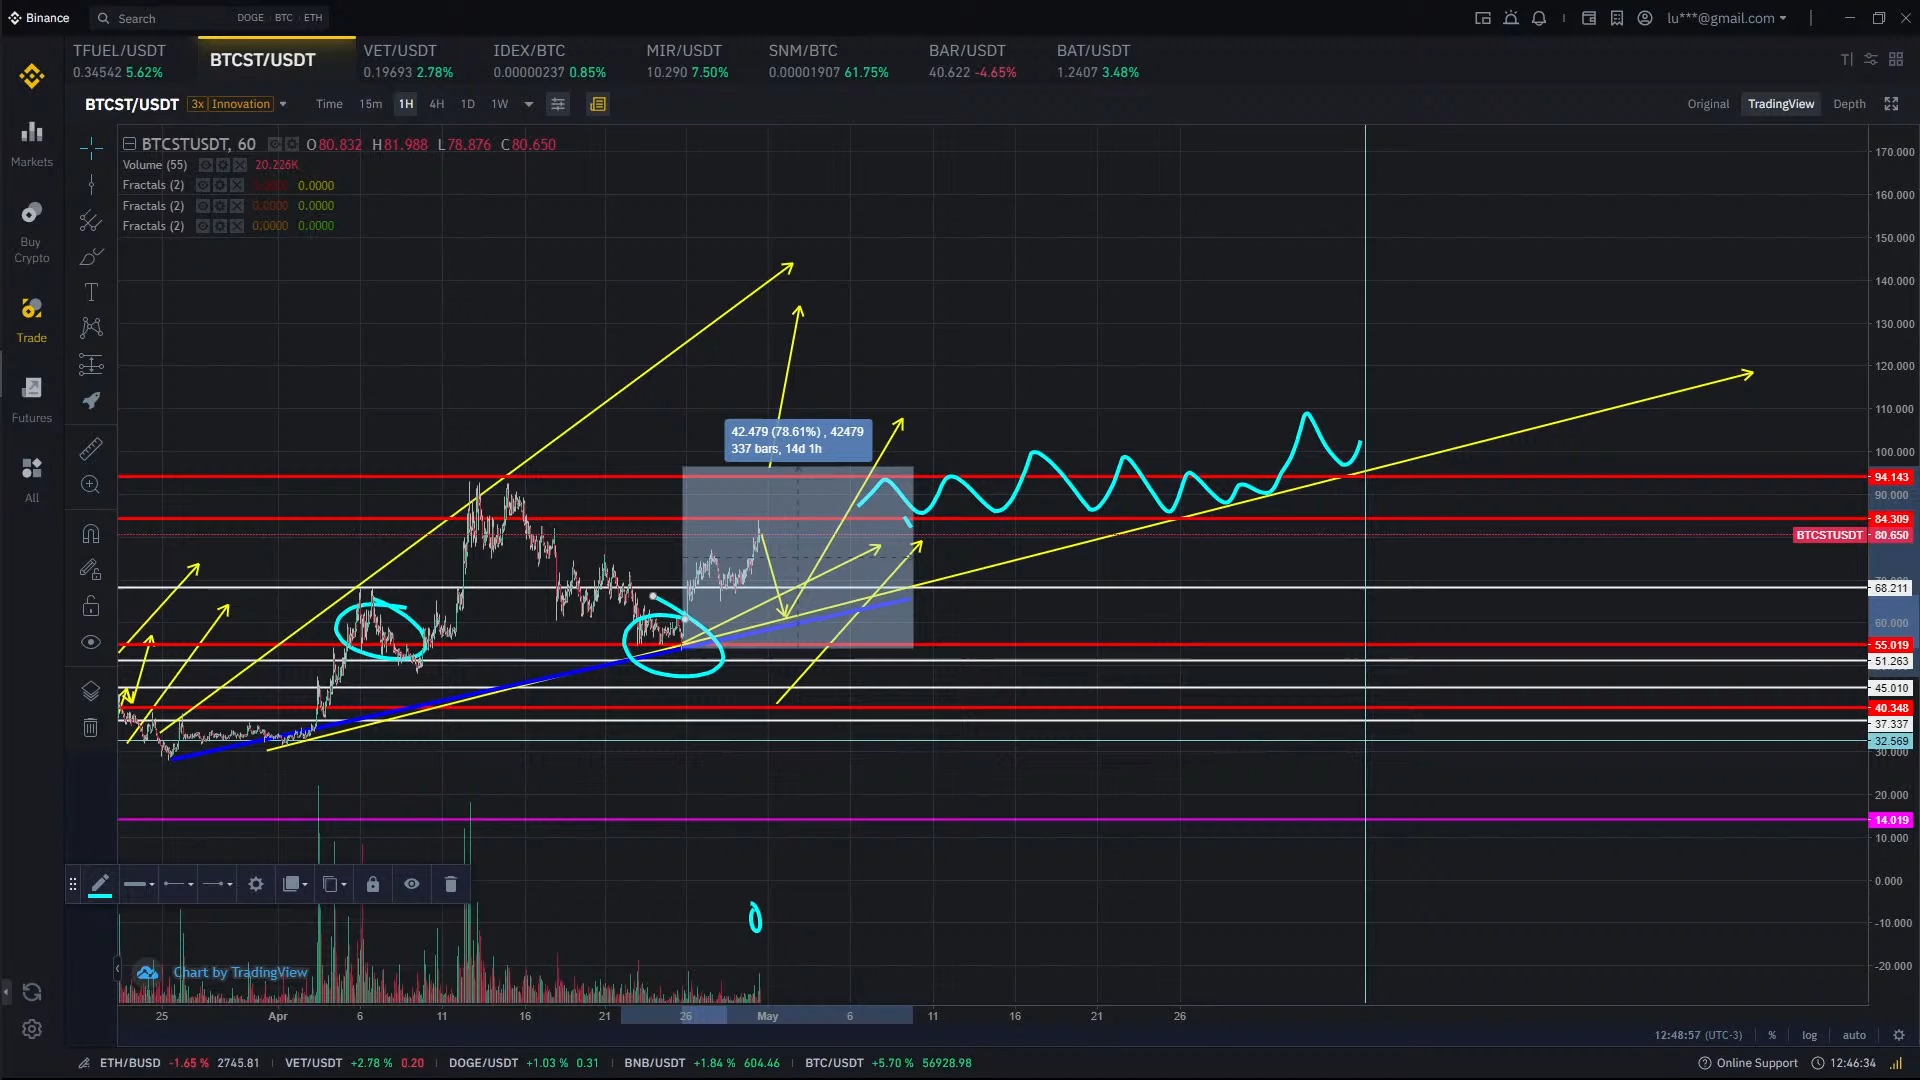 Binance
Search
DOGE BTC ETH
lu***@gmail.com
TFUEL/USDT
0.34542 5.62%
BTCST/USDT
VET/USDT
0.19693 2.78%
IDEX/BTC
0.00000237 0.85%
MIR/USDT
10.290 7.50%
SNM/BTC
0.00001907 61.75%
BAR/USDT
40.622 -4.65%
BAT/USDT
1.2407 3.48%
BTCST/USDT 3x Innovation Time 15m 1H 4H 1D 1W
Original TradingView Depth
Markets
Buy
Crypto
Trade
Futures
All
BTCSTUSDT, 60 O80.832 H81.988 L78.876 C80.650
Volume (55) 20.226K
Fractals (2) 0.0000 0.0000
Fractals (2) 0.0000 0.0000
Fractals (2) 0.0000 0.0000
42.479 (78.61%) , 42479
337 bars, 14d 1h
170.000
160.000
150.000
140.000
130.000
120.000
110.000
100.000
94.143
90.000
84.309
BTCSTUSDT 80.650
68.211
60.000
55.019
51.263
45.010
40.348
37.337
32.569
30.000
20.000
14.019
10.000
0.000
-10.000
-20.000
Chart by TradingView
25 Apr 6 11 16 21 26 May 6 11 16 21 26
12:48:57 (UTC-3) % log auto
ETH/BUSD -1.65 % 2745.81 VET/USDT +2.78 % 0.20 DOGE/USDT +1.03 % 0.31 BNB/USDT +1.84 % 604.46 BTC/USDT +5.70 % 56928.98
Online Support 12:46:34